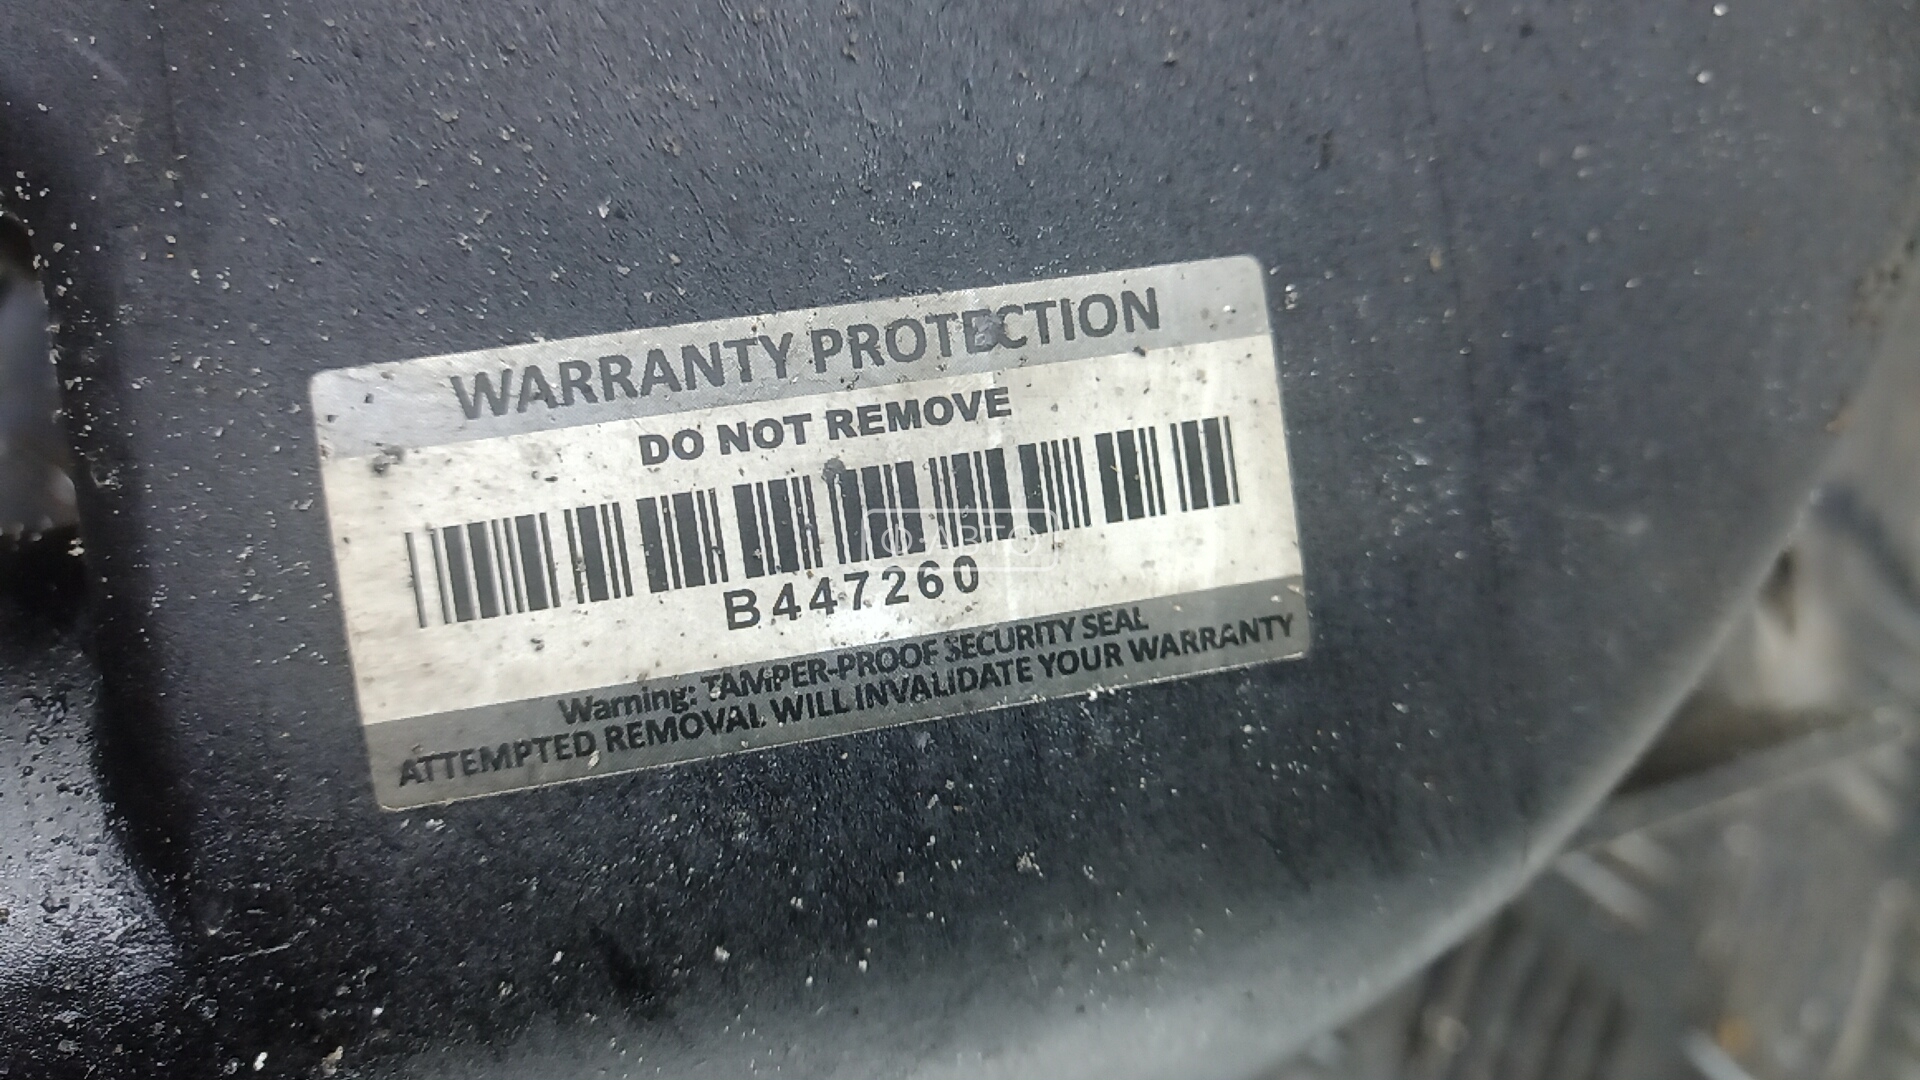 WARRANTY PROTECTION
DO NOT REMOVE
B447260
Warning: TAMPER-PROOF SECURITY SEAL
ATTEMPTED REMOVAL WILL INVALIDATE YOUR WARRANTY